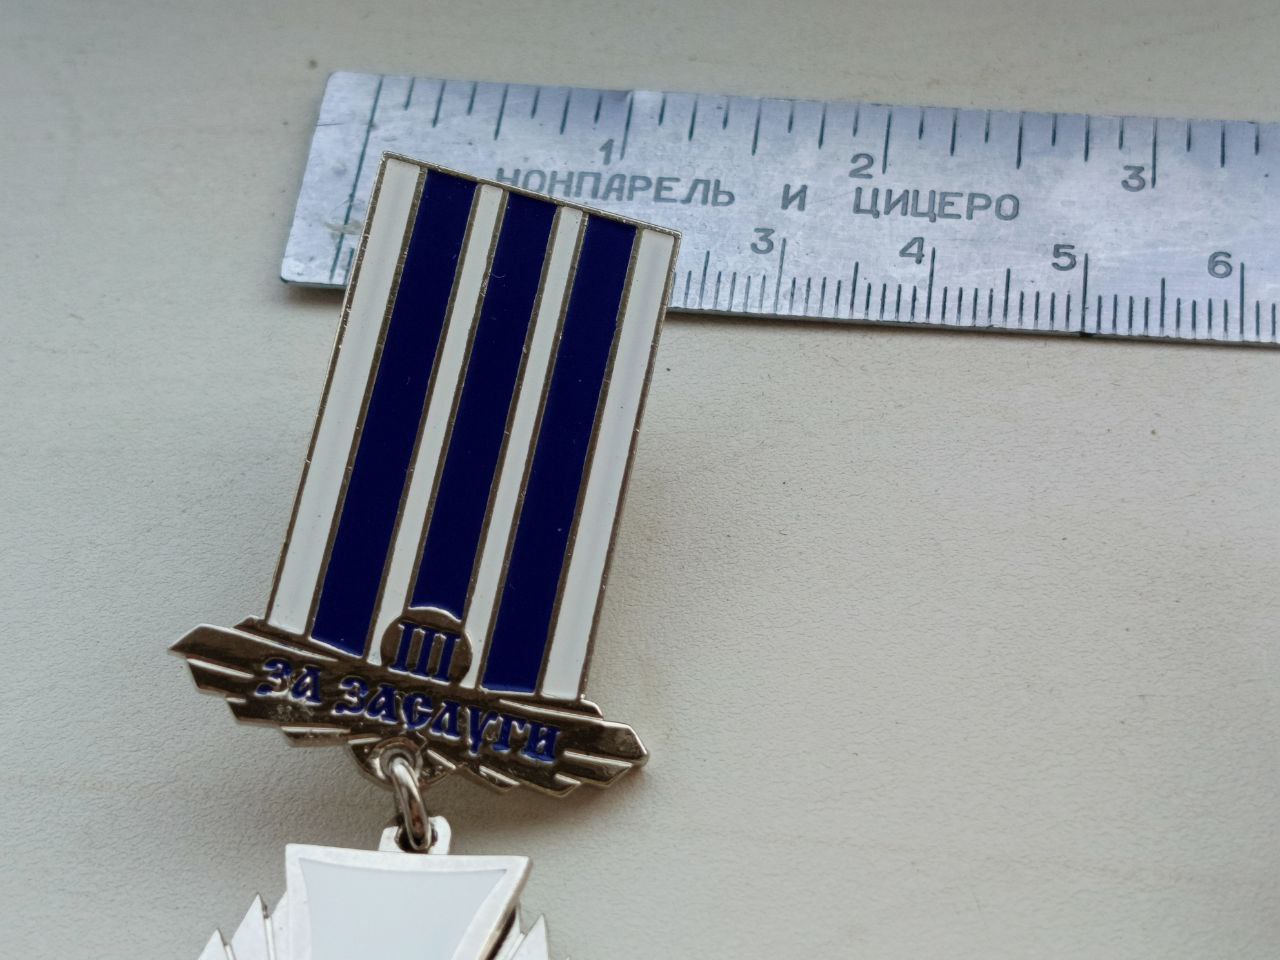 1 2 3
НОНПАРЕЛЬ И ЦИЦЕРО
3 4 5 6
III
ЗА ЗАСЛУГИ